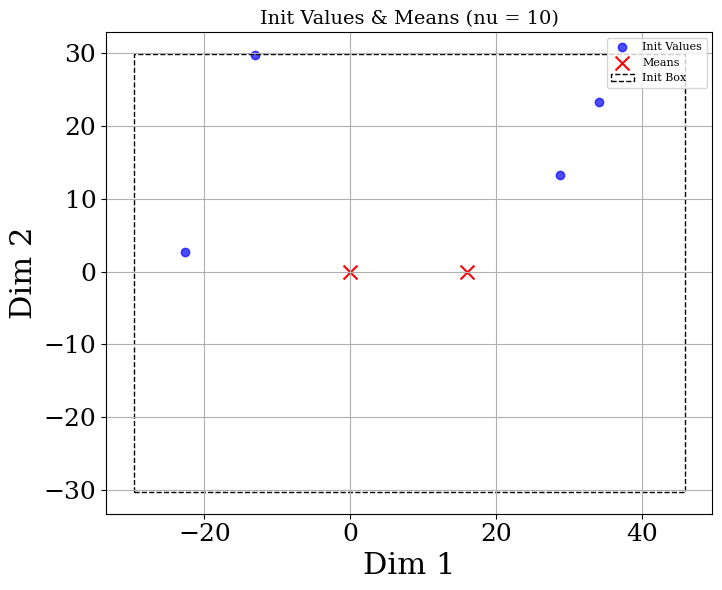 Init Values & Means (nu = 10)
Init Values
Means
Init Box
30
20
10
0
−10
−20
−30
Dim 2
−20
0
20
40
Dim 1